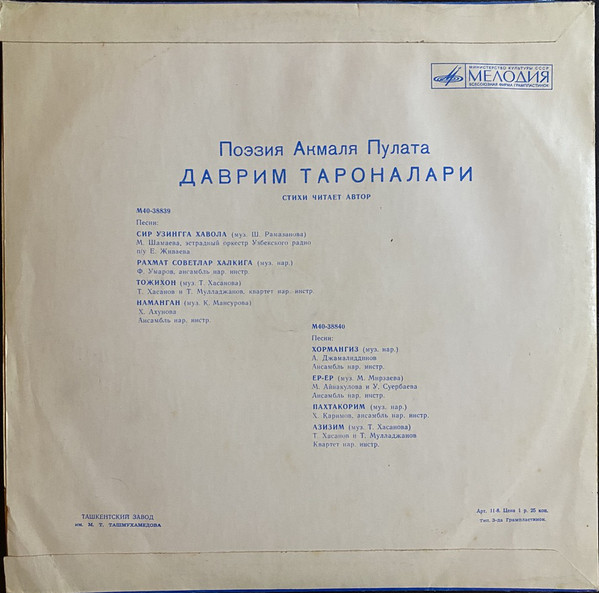 МИНИСТЕРСТВО КУЛЬТУРЫ СССР
МЕЛОДИЯ
ВСЕСОЮЗНАЯ ФИРМА ГРАМПЛАСТИНОК
Поэзия Акмаля Пулата
ДАВРИМ ТАРОНАЛАРИ
СТИХИ ЧИТАЕТ АВТОР
М40-38839
Песни:
СИР УЗИНГГА ХАВОЛА (муз. Ш. Рамазанова)
М. Шамаева, эстрадный оркестр Узбекского радио
п/у Е. Живаева
РАХМАТ СОВЕТЛАР ХАЛКИГА (муз. нар.)
Ф. Умаров, ансамбль нар. инстр.
ТОЖИХОН (муз. Т. Хасанова)
Т. Хасанов и Т. Мулладжанов, квартет нар. инстр.
НАМАНГАН (муз. К. Мансурова)
Х. Ахунова
Ансамбль нар. инстр.
М40-38840
Песни:
ХОРМАНГИЗ (муз. нар.)
А. Джамалиддинов
Ансамбль нар. инстр.
ЕР-ЕР (муз. М. Мирзаева)
М. Айнакулова и У. Суербаева
Ансамбль нар. инстр.
ПАХТАКОРИМ (муз. нар.)
Х. Каримов, ансамбль нар. инстр.
АЗИЗИМ (муз. Т. Хасанова)
Т. Хасанов и Т. Мулладжанов
Квартет нар. инстр.
ТАШКЕНТСКИЙ ЗАВОД
им. М. Т. ТАШМУХАМЕДОВА
Арт. 11-8. Цена 1 р. 25 коп.
Тип. З-да Грампластинок.